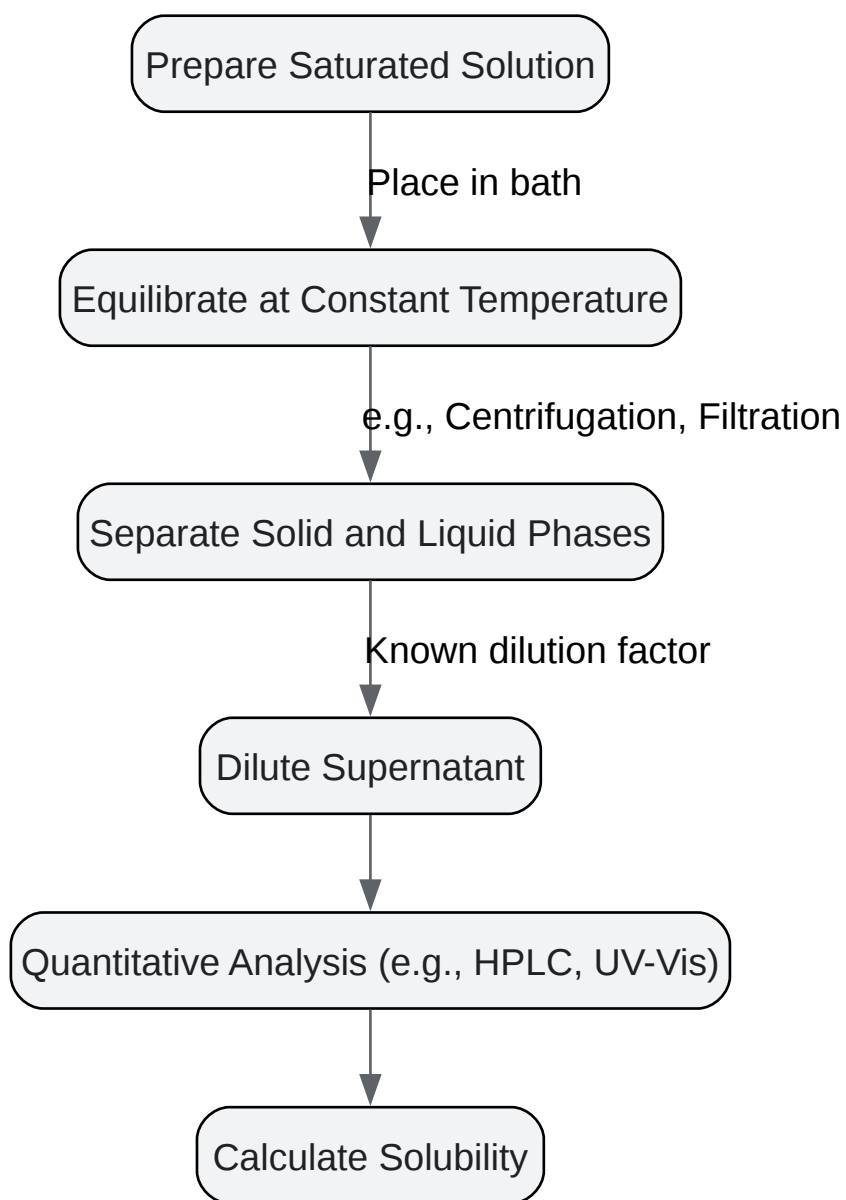 Prepare Saturated Solution
Place in bath
Equilibrate at Constant Temperature
e.g., Centrifugation, Filtration
Separate Solid and Liquid Phases
Known dilution factor
Dilute Supernatant
Quantitative Analysis (e.g., HPLC, UV-Vis)
Calculate Solubility